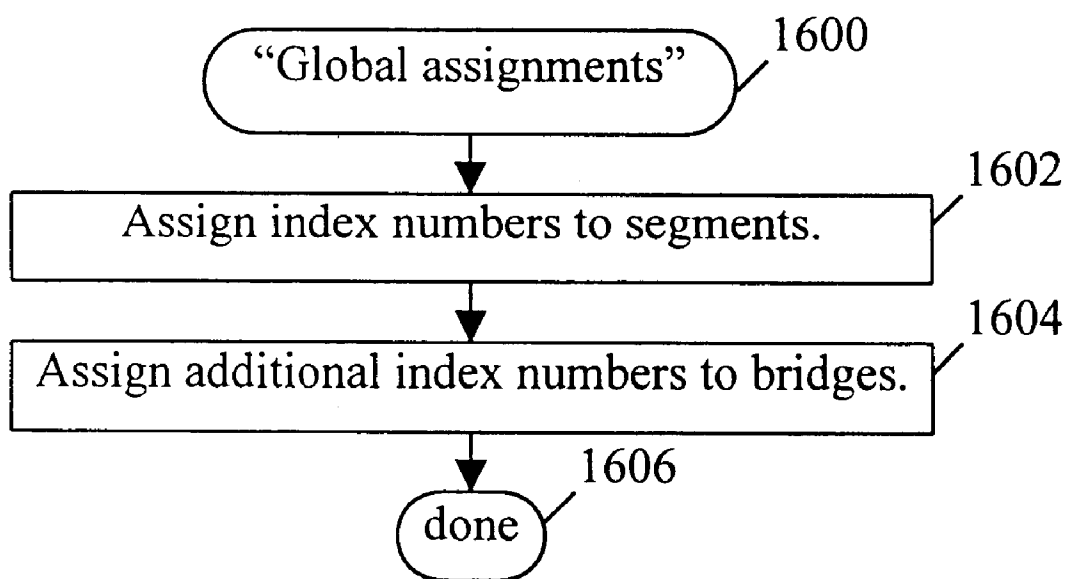 1600
“Global assignments”
1602
Assign index numbers to segments.
1604
Assign additional index numbers to bridges.
1606
done